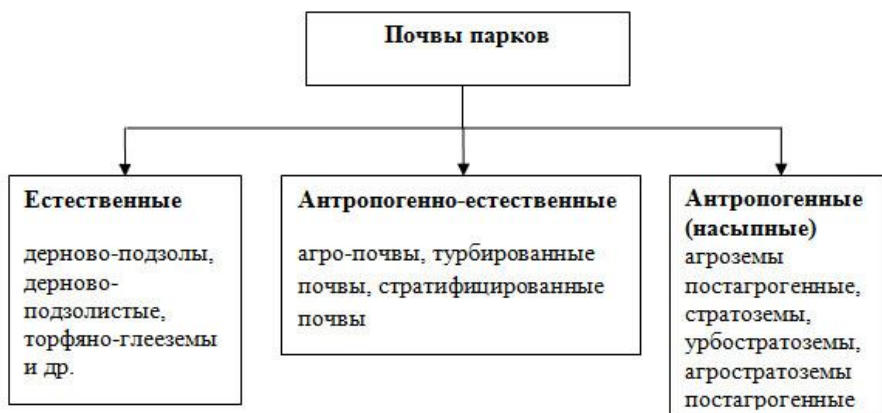 Почвы парков
Естественные
дерново-подзолы,
дерново-
подзолистые,
торфяно-глееземы
и др.
Антропогенно-естественные
агро-почвы, турбированные
почвы, стратифицированные
почвы
Антропогенные
(насыпные)
агроземы
постагрогенные,
стратоземы,
урбостратоземы,
агростратоземы
постагрогенные